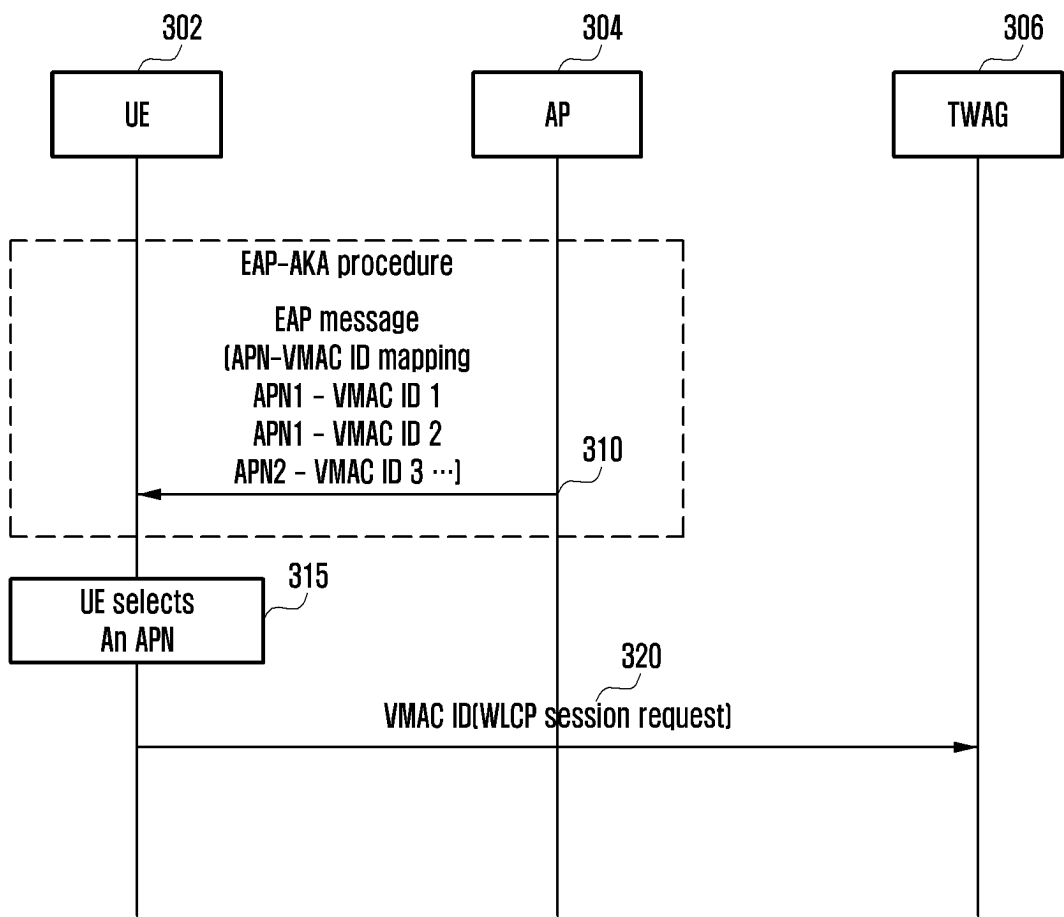 302
304
306
UE
AP
TWAG
EAP-AKA procedure
EAP message
(APN-VMAC ID mapping
APN1 - VMAC ID 1
APN1 - VMAC ID 2
APN2 - VMAC ID 3 ···)
310
315
UE selects
An APN
320
VMAC ID(WLCP session request)